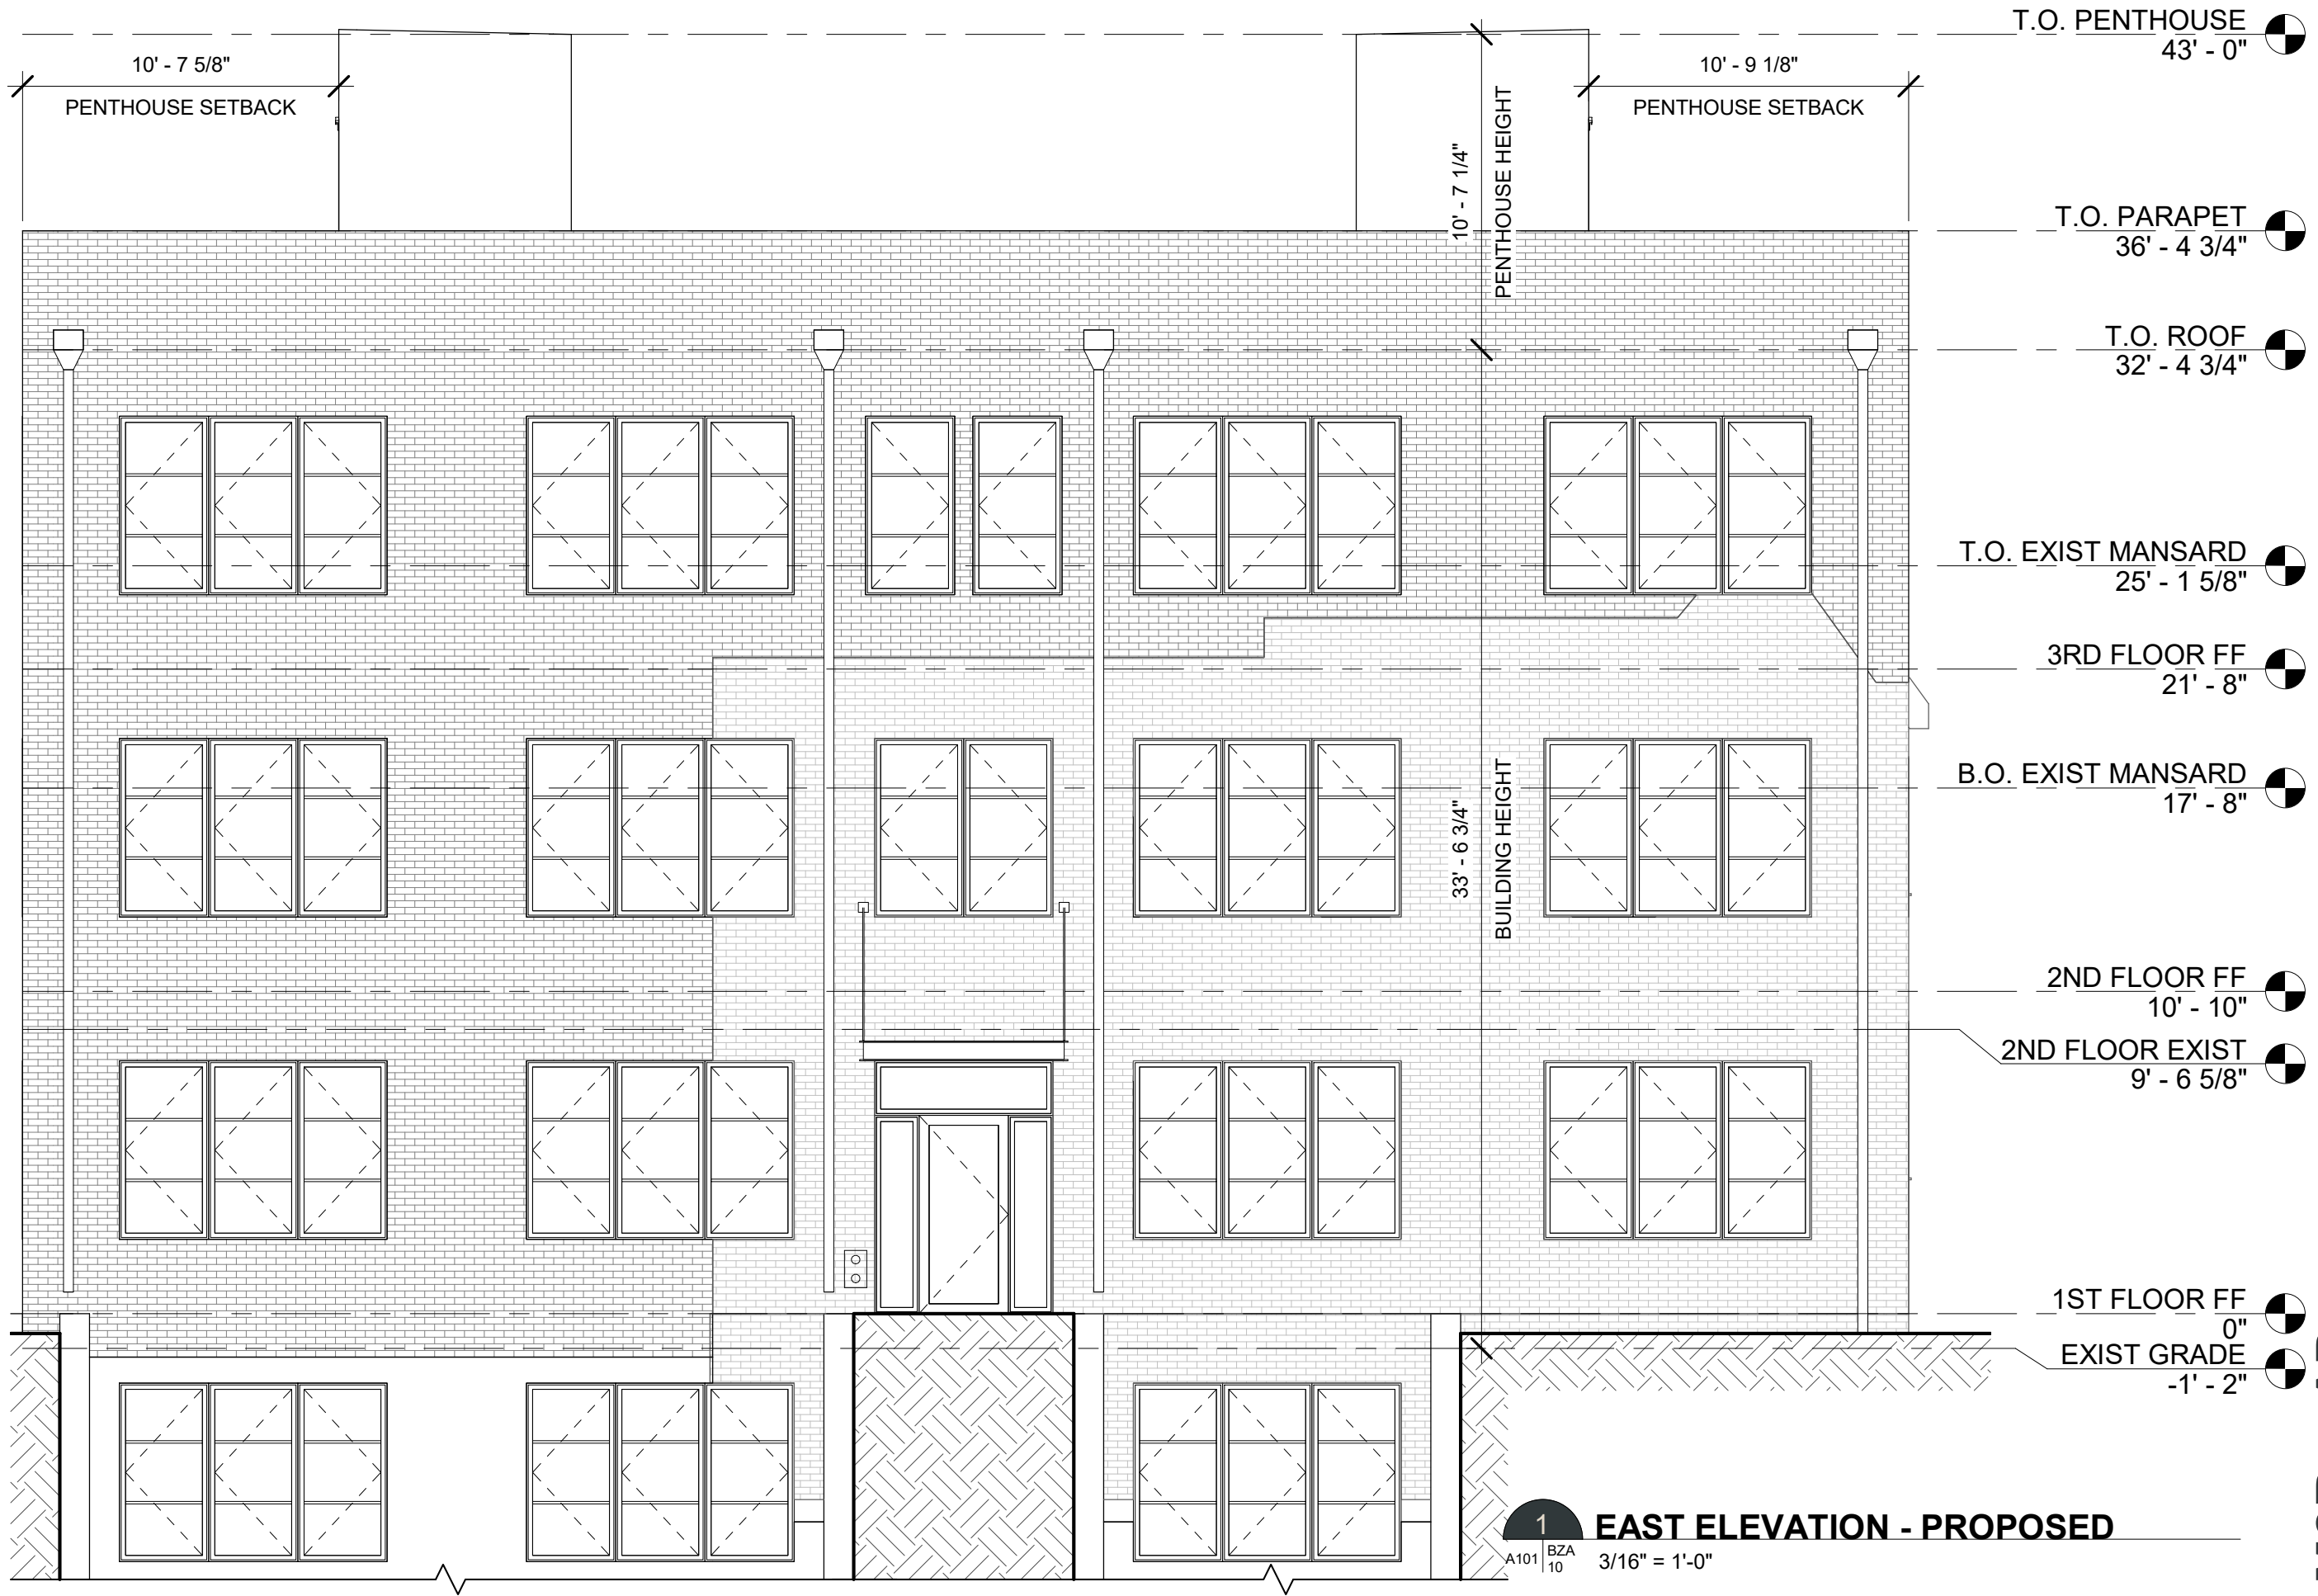 T.O. PENTHOUSE
43' - 0"
10' - 7 5/8"
PENTHOUSE SETBACK
10' - 9 1/8"
PENTHOUSE SETBACK
10' - 7 1/4"
PENTHOUSE HEIGHT
T.O. PARAPET
36' - 4 3/4"
T.O. ROOF
32' - 4 3/4"
T.O. EXIST MANSARD
25' - 1 5/8"
3RD FLOOR FF
21' - 8"
B.O. EXIST MANSARD
17' - 8"
33' - 6 3/4"
BUILDING HEIGHT
2ND FLOOR FF
10' - 10"
2ND FLOOR EXIST
9' - 6 5/8"
1ST FLOOR FF
0"
EXIST GRADE
-1' - 2"
1
A101
BZA
10
EAST ELEVATION - PROPOSED
3/16" = 1'-0"